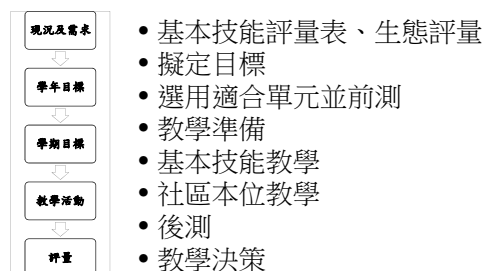 現況及需求
學年目標
學期目標
教學活動
評量
• 基本技能評量表、生態評量
• 擬定目標
• 選用適合單元並前測
• 教學準備
• 基本技能教學
• 社區本位教學
• 後測
• 教學決策